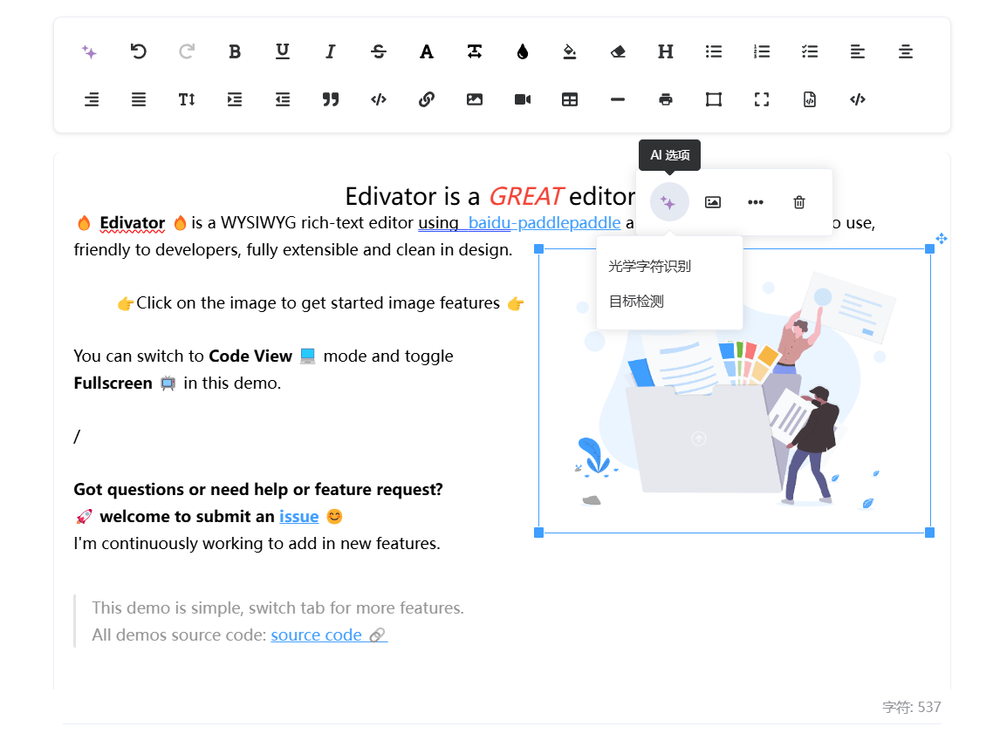 AI 选项
Edivator is a GREAT editor
🔥 Edivator 🔥is a WYSIWYG rich-text editor using  baidu-paddlepaddle a
o use,
friendly to developers, fully extensible and clean in design.
光学字符识别
目标检测
👉Click on the image to get started image features 👉
You can switch to Code View 💻 mode and toggle
Fullscreen 📺 in this demo.
/
Got questions or need help or feature request?
🚀 welcome to submit an issue 😊
I'm continuously working to add in new features.
This demo is simple, switch tab for more features.
All demos source code: source code 🔗
字符: 537